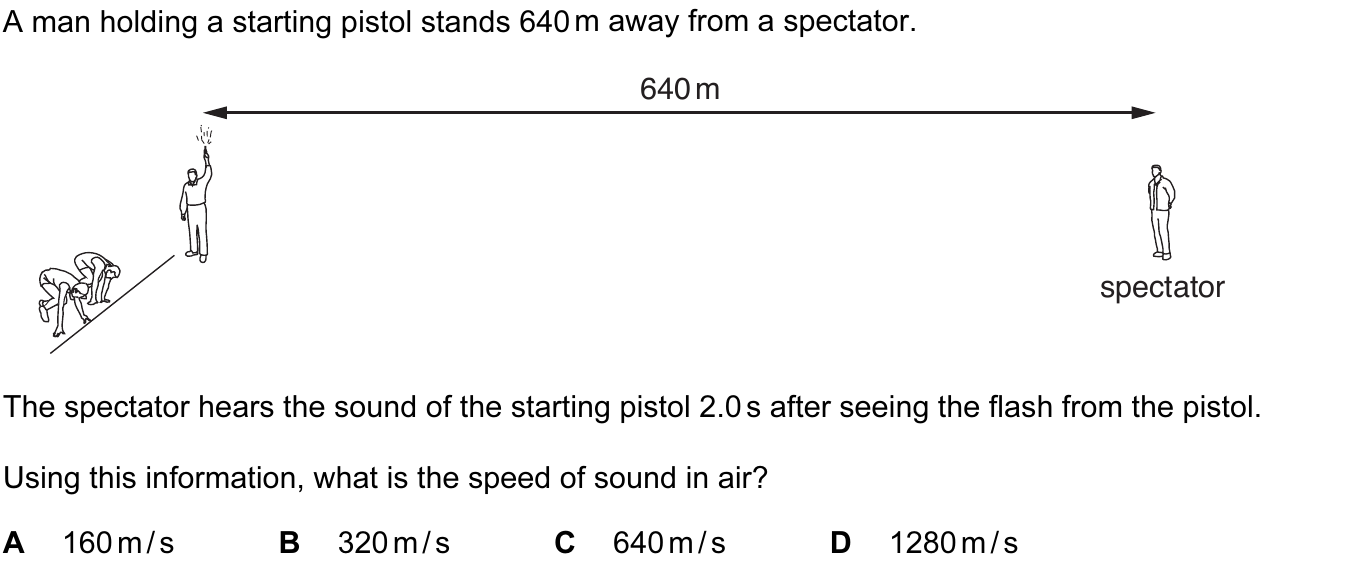 A man holding a starting pistol stands 640 m away from a spectator.
640 m
spectator
The spectator hears the sound of the starting pistol 2.0 s after seeing the flash from the pistol.
Using this information, what is the speed of sound in air?
A 160 m / s B 320 m / s C 640 m / s D 1280 m / s